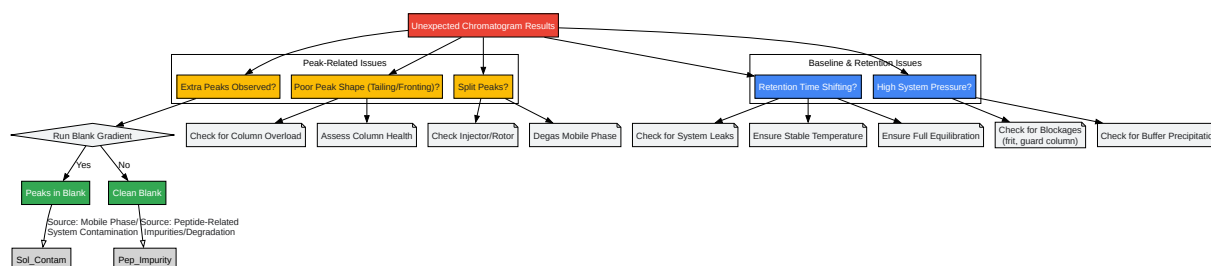 Unexpected Chromatogram Results
Peak-Related Issues
Baseline & Retention Issues
Extra Peaks Observed?
Poor Peak Shape (Tailing/Fronting)?
Split Peaks?
Retention Time Shifting?
High System Pressure?
Run Blank Gradient
Check for Column Overload
Assess Column Health
Check Injector/Rotor
Degas Mobile Phase
Check for System Leaks
Ensure Stable Temperature
Ensure Full Equilibration
Check for Blockages
(frit, guard column)
Check for Buffer Precipitatio
Yes
No
Peaks in Blank
Clean Blank
Source: Mobile Phase/
System Contamination
Source: Peptide-Related
Impurities/Degradation
Sol_Contam
Pep_Impurity